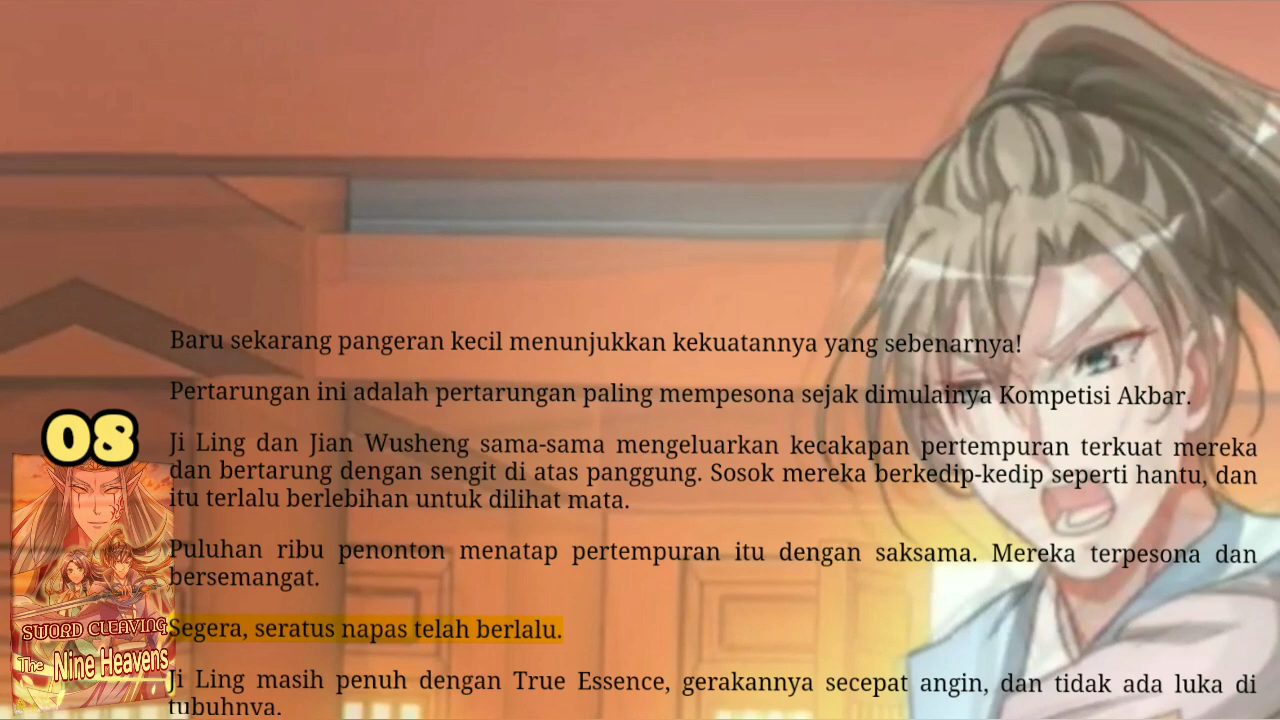 Baru sekarang pangeran kecil menunjukkan kekuatannya yang sebenarnya!
Pertarungan ini adalah pertarungan paling mempesona sejak dimulainya Kompetisi Akbar.
Ji Ling dan Jian Wusheng sama-sama mengeluarkan kecakapan pertempuran terkuat mereka
dan bertarung dengan sengit di atas panggung. Sosok mereka berkedip-kedip seperti hantu, dan
itu terlalu berlebihan untuk dilihat mata.
Puluhan ribu penonton menatap pertempuran itu dengan saksama. Mereka terpesona dan
bersemangat.
Segera, seratus napas telah berlalu.
Ji Ling masih penuh dengan True Essence, gerakannya secepat angin, dan tidak ada luka di
tubuhnya.
08
SWORD CLEAVING
The Nine Heavens